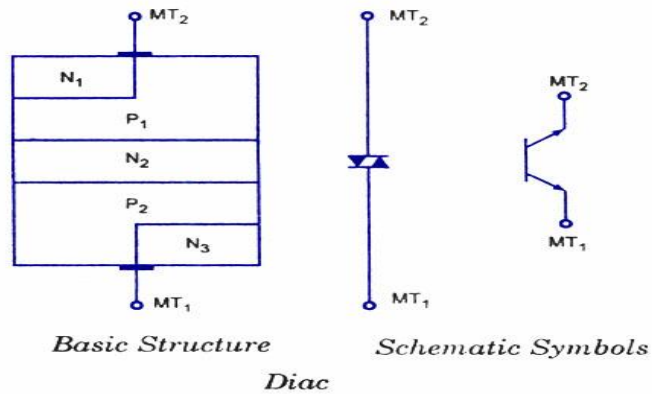 MT₂
N₁
P₁
N₂
P₂
N₃
MT₁
MT₂
MT₁
MT₂
MT₁
Basic Structure
Schematic Symbols
Diac